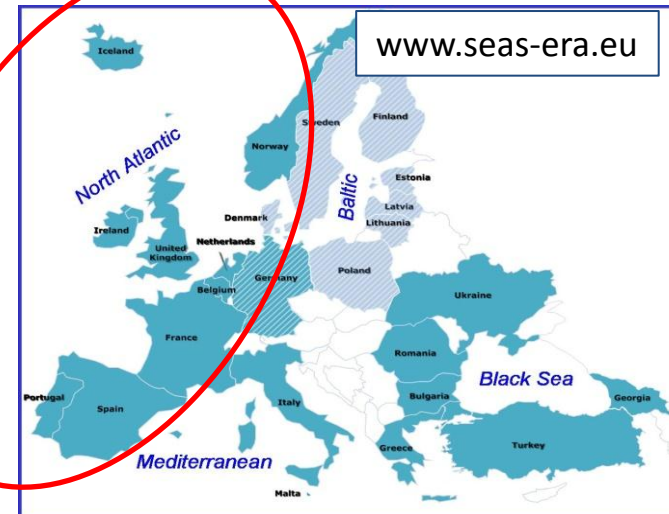 www.seas-era.eu
Iceland
North Atlantic
Norway
Sweden
Finland
Baltic
Estonia
Latvia
Lithuania
Denmark
Ireland
United
Kingdom
Netherlands
Belgium
Germany
Poland
Ukraine
France
Romania
Black Sea
Bulgaria
Georgia
Portugal
Spain
Italy
Greece
Turkey
Mediterranean
Malta